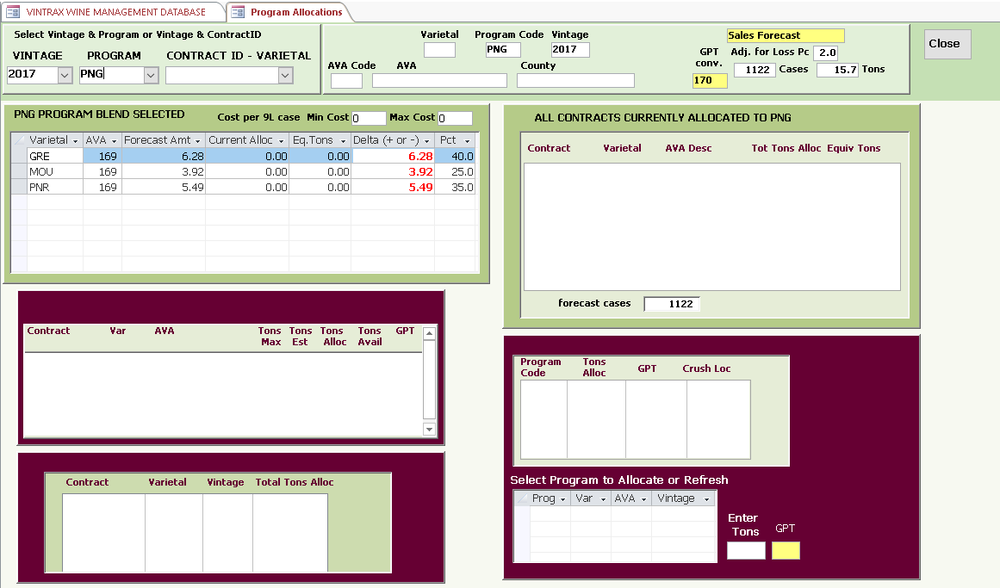 VINTRAX WINE MANAGEMENT DATABASE
Program Allocations
Select Vintage & Program or Vintage & ContractID
VINTAGE PROGRAM CONTRACT ID - VARIETAL
2017 PNG
Varietal Program Code Vintage
PNG 2017
AVA Code AVA County
GPT conv.
170
Sales Forecast
Adj. for Loss Pc 2.0
1122 Cases 15.7 Tons
Close
PNG PROGRAM BLEND SELECTED Cost per 9L case Min Cost 0 Max Cost 0
Varietal AVA Forecast Amt Current Alloc Eq.Tons Delta (+ or -) Pct
GRE 169 6.28 0.00 0.00 6.28 40.0
MOU 169 3.92 0.00 0.00 3.92 25.0
PNR 169 5.49 0.00 0.00 5.49 35.0
ALL CONTRACTS CURRENTLY ALLOCATED TO PNG
Contract Varietal AVA Desc Tot Tons Alloc Equiv Tons
forecast cases 1122
Contract Var AVA Tons Max Tons Est Tons Alloc Tons Avail GPT
Program Code Tons Alloc GPT Crush Loc
Contract Varietal Vintage Total Tons Alloc
Select Program to Allocate or Refresh
Prog Var AVA Vintage
Enter Tons GPT